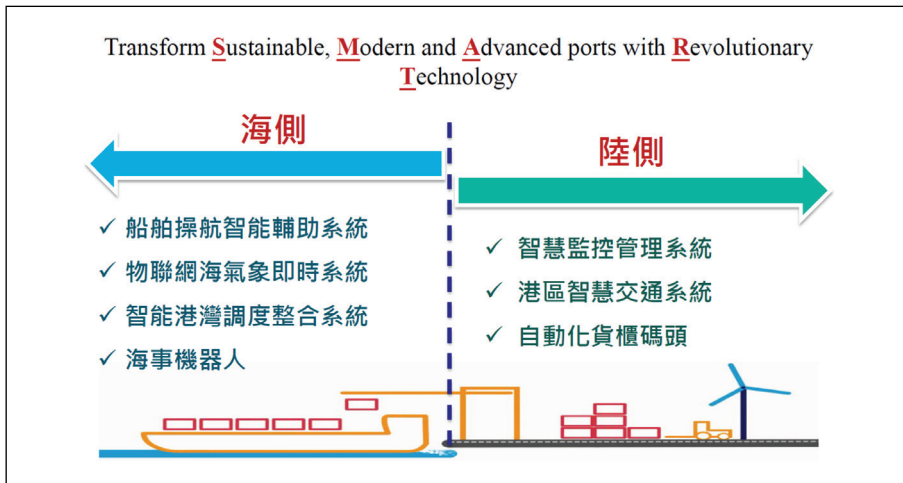 Transform Sustainable, Modern and Advanced ports with Revolutionary
Technology
海側
船舶操航智能輔助系統
物聯網海氣象即時系統
智能港灣調度整合系統
海事機器人
陸側
智慧監控管理系統
港區智慧交通系統
自動化貨櫃碼頭